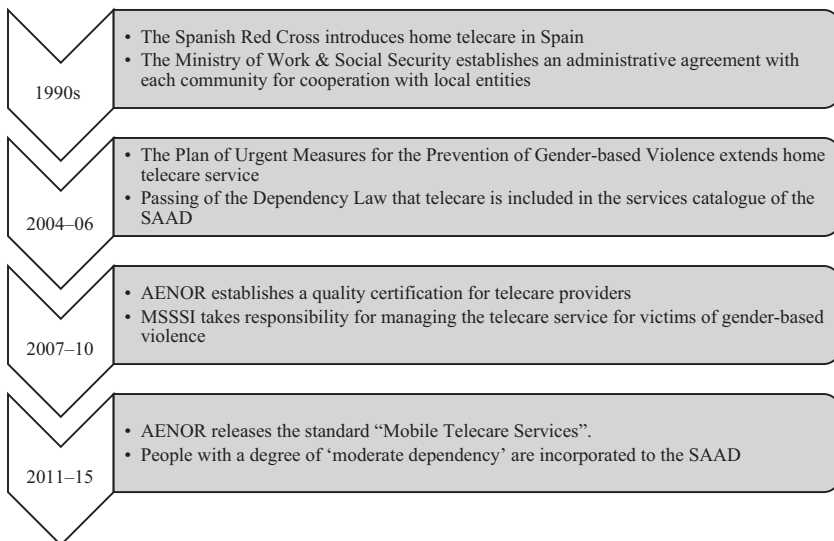 1990s
• The Spanish Red Cross introduces home telecare in Spain
• The Ministry of Work & Social Security establishes an administrative agreement with
each community for cooperation with local entities
2004–06
• The Plan of Urgent Measures for the Prevention of Gender-based Violence extends home
telecare service
• Passing of the Dependency Law that telecare is included in the services catalogue of the
SAAD
2007–10
• AENOR establishes a quality certification for telecare providers
• MSSSI takes responsibility for managing the telecare service for victims of gender-based
violence
2011–15
• AENOR releases the standard “Mobile Telecare Services”.
• People with a degree of ‘moderate dependency’ are incorporated to the SAAD